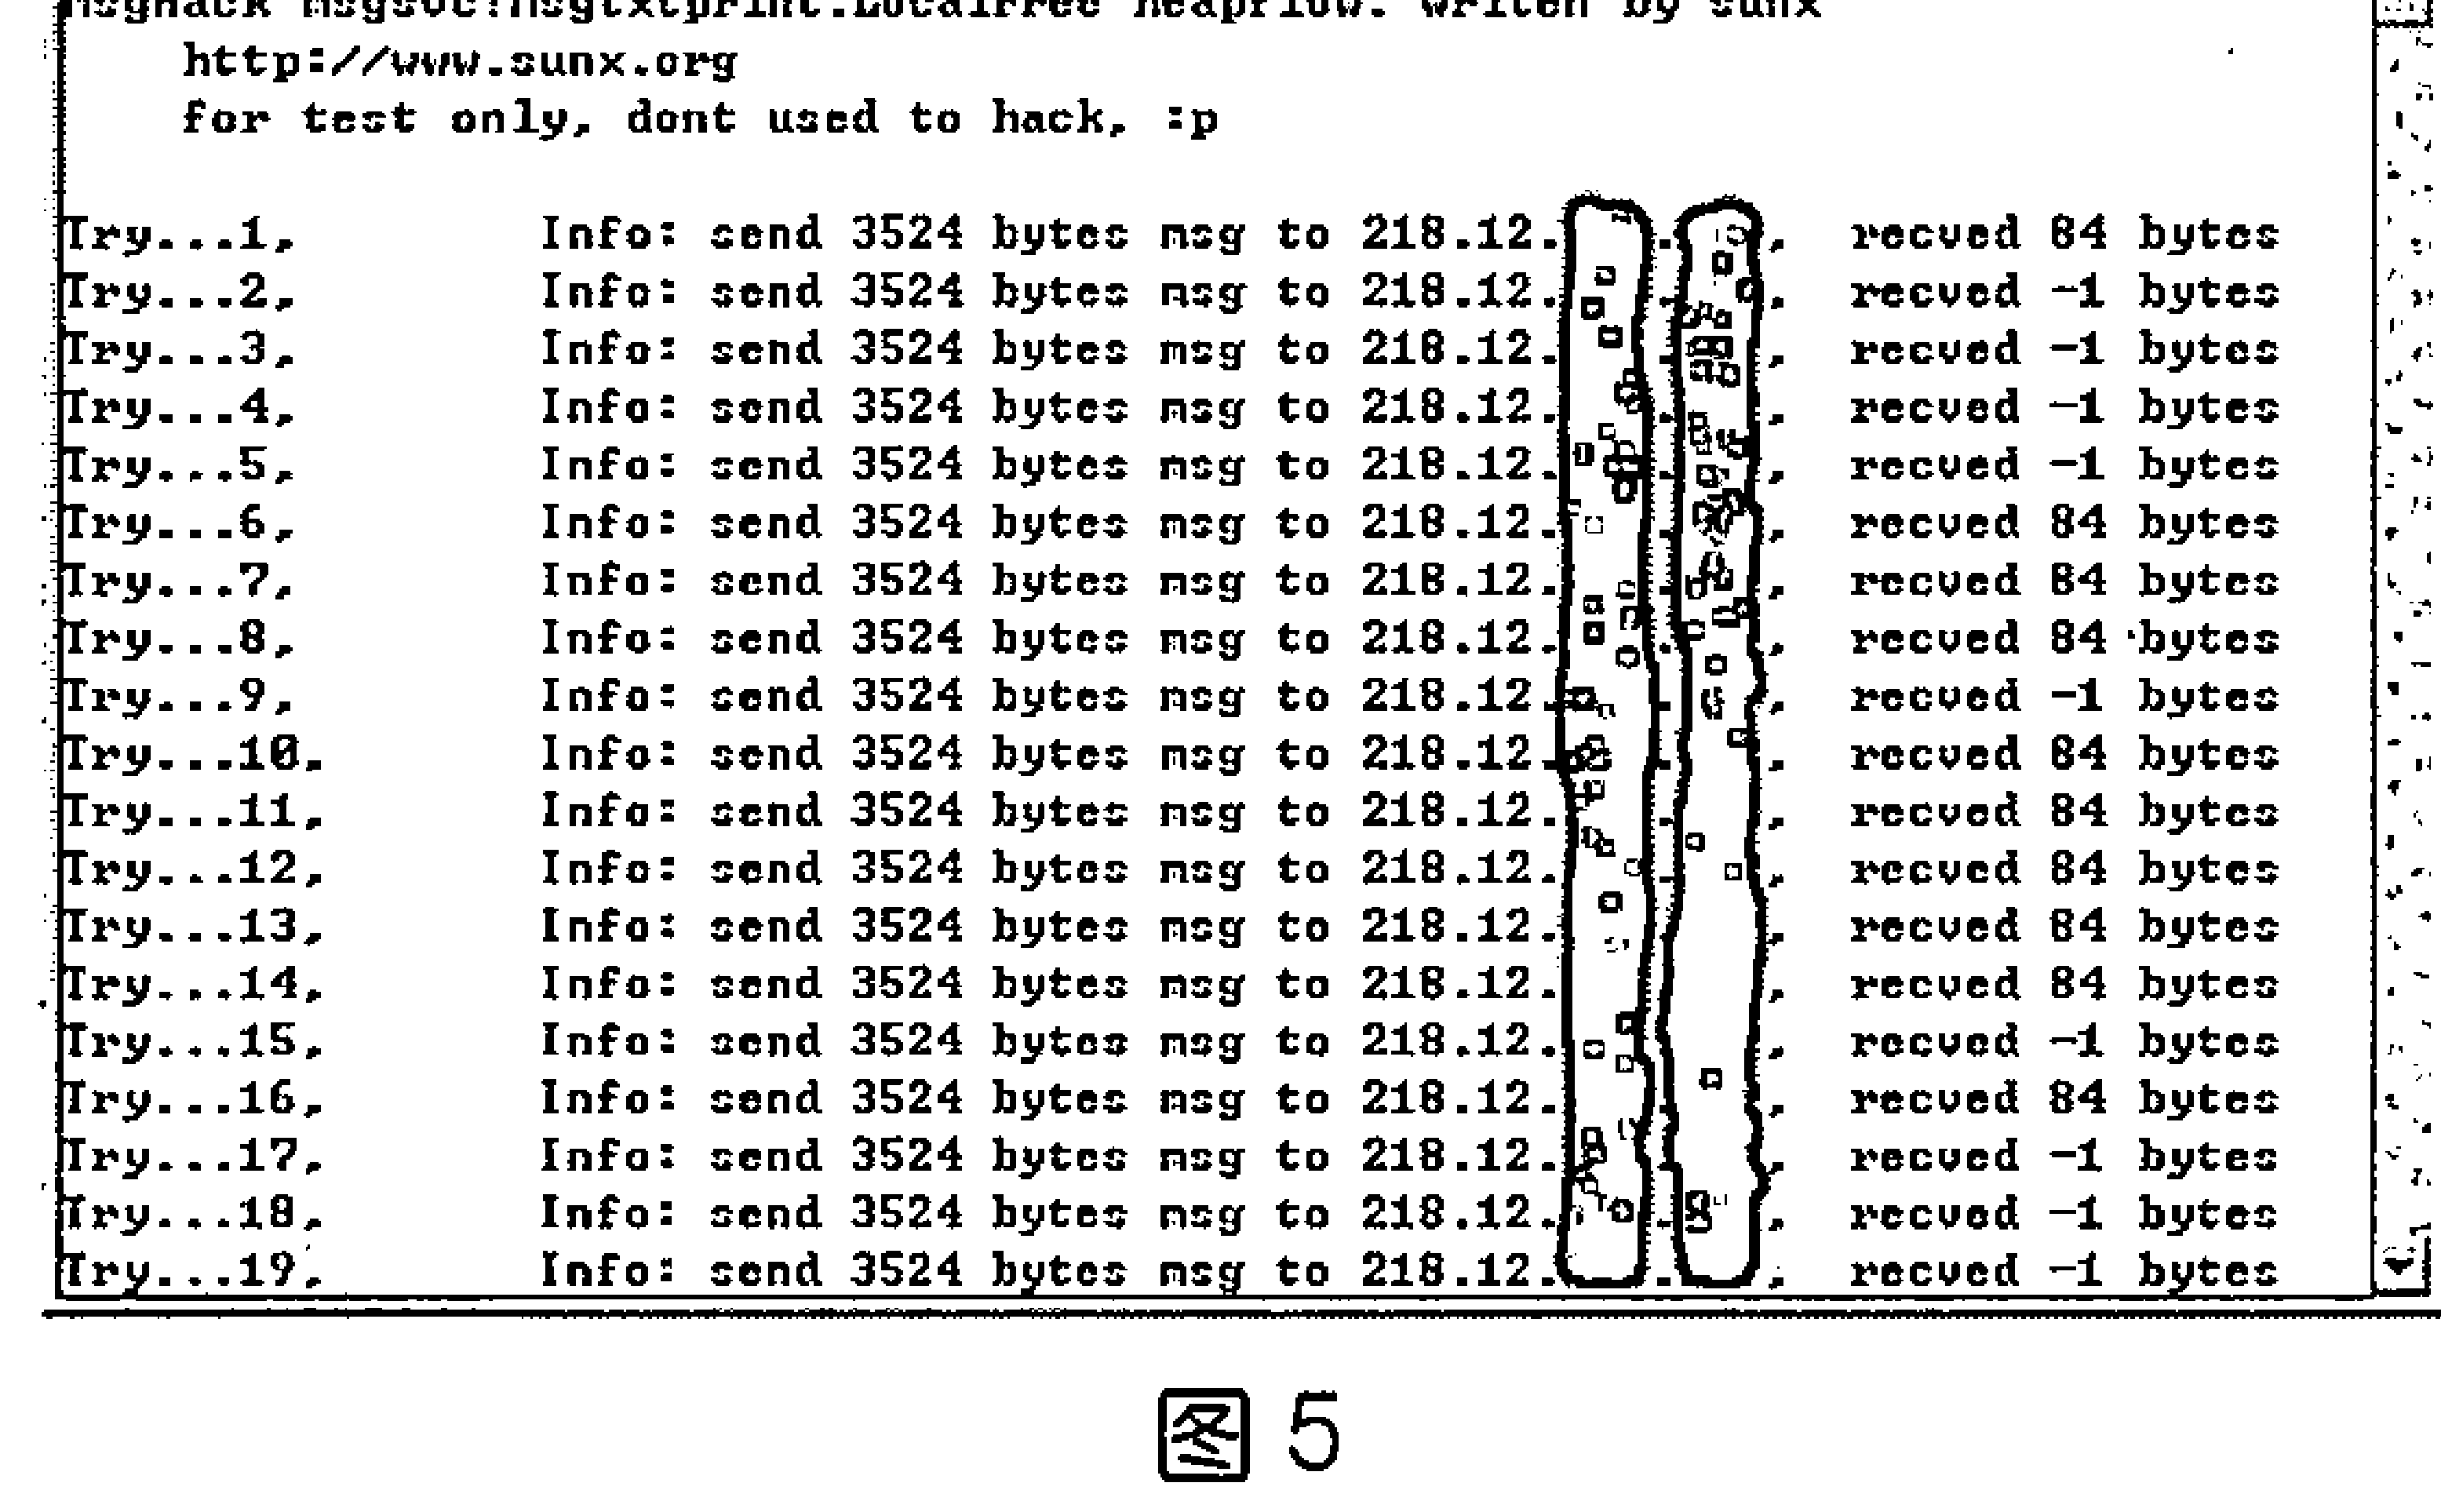 msghack msgsvc!msgtxtprint.LocalFree heapflow. writen by sunx
http://www.sunx.org
for test only, dont used to hack, :p
Try...1, Info: send 3524 bytes msg to 218.12. . , recved 84 bytes
Try...2, Info: send 3524 bytes msg to 218.12. . , recved -1 bytes
Try...3, Info: send 3524 bytes msg to 218.12. . , recved -1 bytes
Try...4, Info: send 3524 bytes msg to 218.12. . , recved -1 bytes
Try...5, Info: send 3524 bytes msg to 218.12. . , recved -1 bytes
Try...6, Info: send 3524 bytes msg to 218.12. . , recved 84 bytes
Try...7, Info: send 3524 bytes msg to 218.12. . , recved 84 bytes
Try...8, Info: send 3524 bytes msg to 218.12. . , recved 84 bytes
Try...9, Info: send 3524 bytes msg to 218.12. . , recved -1 bytes
Try...10, Info: send 3524 bytes msg to 218.12. . , recved 84 bytes
Try...11, Info: send 3524 bytes msg to 218.12. . , recved 84 bytes
Try...12, Info: send 3524 bytes msg to 218.12. . , recved 84 bytes
Try...13, Info: send 3524 bytes msg to 218.12. . , recved 84 bytes
Try...14, Info: send 3524 bytes msg to 218.12. . , recved 84 bytes
Try...15, Info: send 3524 bytes msg to 218.12. . , recved -1 bytes
Try...16, Info: send 3524 bytes msg to 218.12. . , recved 84 bytes
Try...17, Info: send 3524 bytes msg to 218.12. . , recved -1 bytes
Try...18, Info: send 3524 bytes msg to 218.12. . , recved -1 bytes
Try...19, Info: send 3524 bytes msg to 218.12. . , recved -1 bytes
图 5